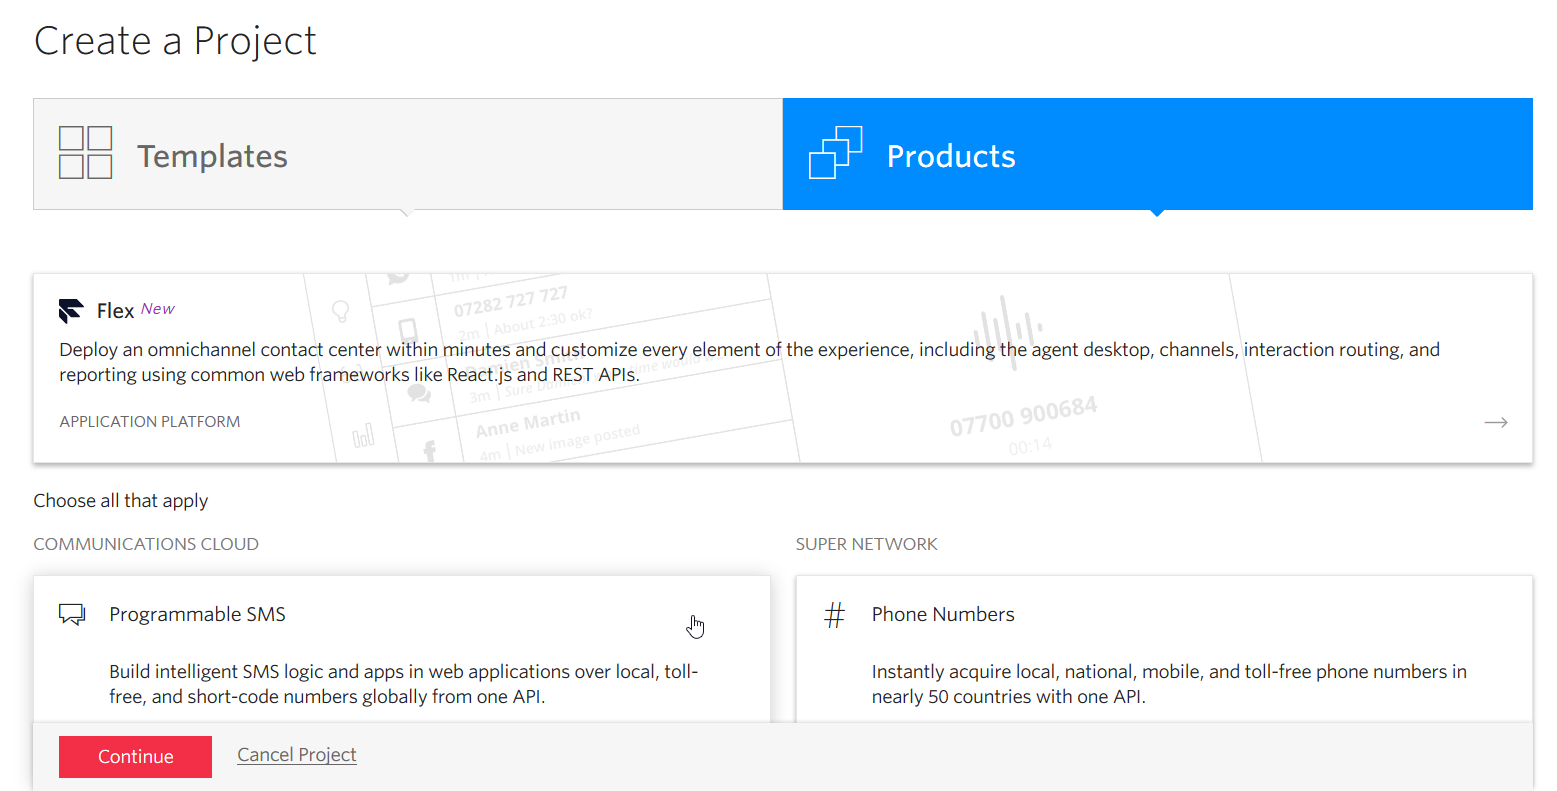 Create a Project
Templates
Products
Flex New
Deploy an omnichannel contact center within minutes and customize every element of the experience, including the agent desktop, channels, interaction routing, and
reporting using common web frameworks like React.js and REST APIs.
APPLICATION PLATFORM
07282 727 727
2m | About 2:30 ok?
Damien Smith
3m | Sure
time would
Anne Martin
4m | New image posted
07700 900684
00:14
Choose all that apply
COMMUNICATIONS CLOUD
Programmable SMS
Build intelligent SMS logic and apps in web applications over local, toll-
free, and short-code numbers globally from one API.
SUPER NETWORK
Phone Numbers
Instantly acquire local, national, mobile, and toll-free phone numbers in
nearly 50 countries with one API.
Continue
Cancel Project